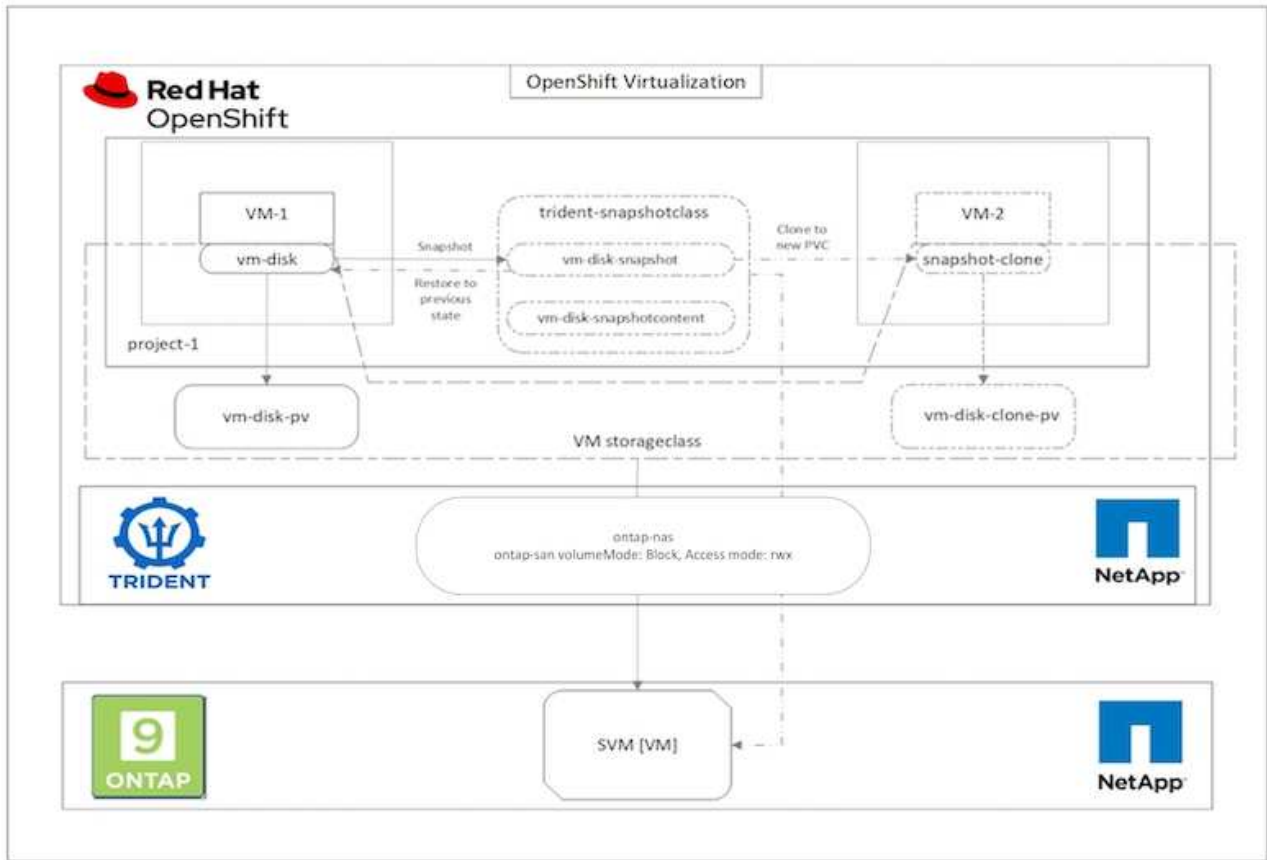 OpenShift Virtualization
Red Hat
OpenShift
VM-1
vm-disk
Snapshot
Restore to
previous
state
trident-snapshotclass
vm-disk-snapshot
vm-disk-snapshotcontent
Clone to
new PVC
VM-2
snapshot-clone
project-1
vm-disk-pv
vm-disk-clone-pv
VM storageclass
TRIDENT
ontap-nas
ontap-san volumeMode: Block, Access mode: rwx
NetApp
9
ONTAP
SVM [VM]
NetApp